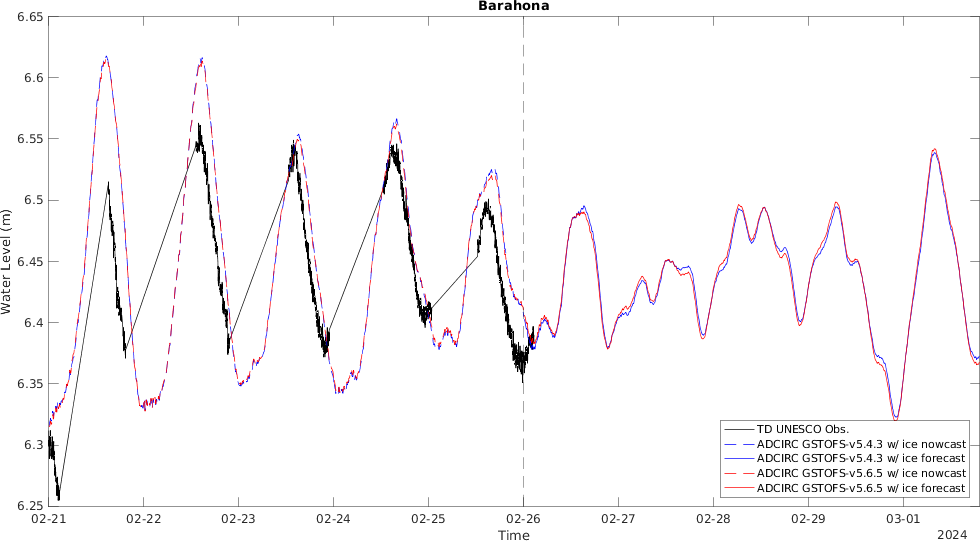 Barahona
6.65
6.6
6.55
6.5
6.45
6.4
6.35
6.3
6.25
Water Level (m)
02-21 02-22 02-23 02-24 02-25 02-26 02-27 02-28 02-29 03-01
Time
2024
TD UNESCO Obs.
ADCIRC GSTOFS-v5.4.3 w/ ice nowcast
ADCIRC GSTOFS-v5.4.3 w/ ice forecast
ADCIRC GSTOFS-v5.6.5 w/ ice nowcast
ADCIRC GSTOFS-v5.6.5 w/ ice forecast